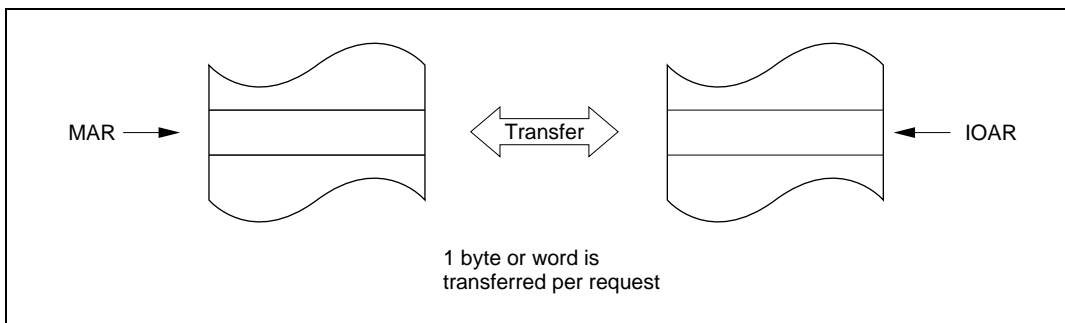 MAR
Transfer
IOAR
1 byte or word is
transferred per request